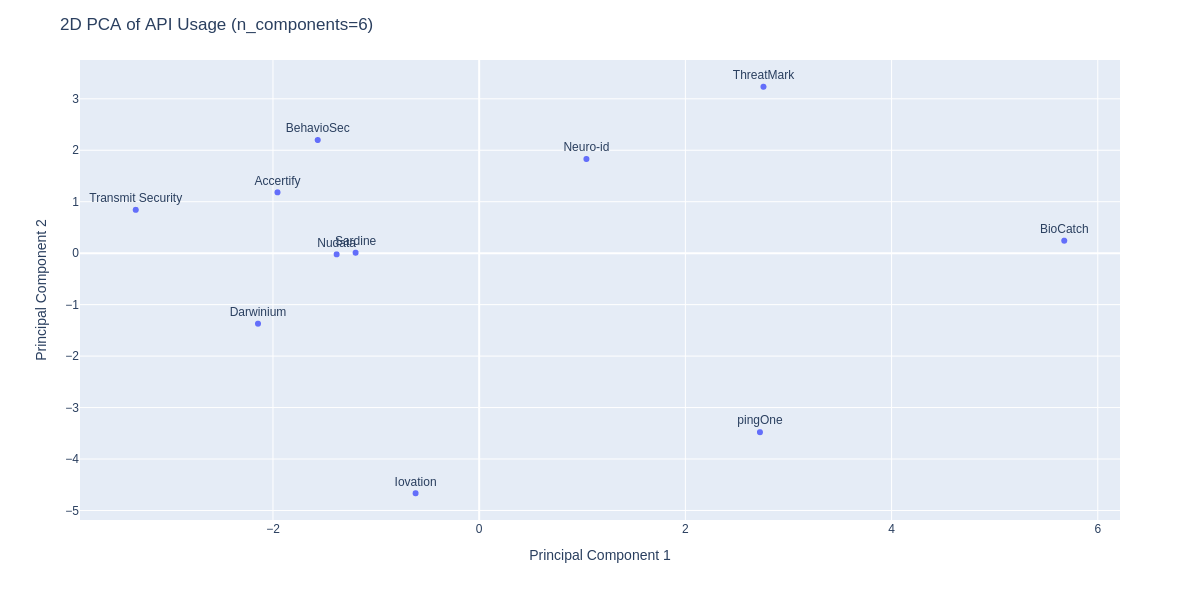 2D PCA of API Usage (n_components=6)
ThreatMark
BehavioSec
Neuro-id
Accertify
Transmit Security
BioCatch
Nudata
Sardine
Darwinium
pingOne
Iovation
3
2
1
0
−1
−2
−3
−4
−5
Principal Component 2
−2
0
2
4
6
Principal Component 1